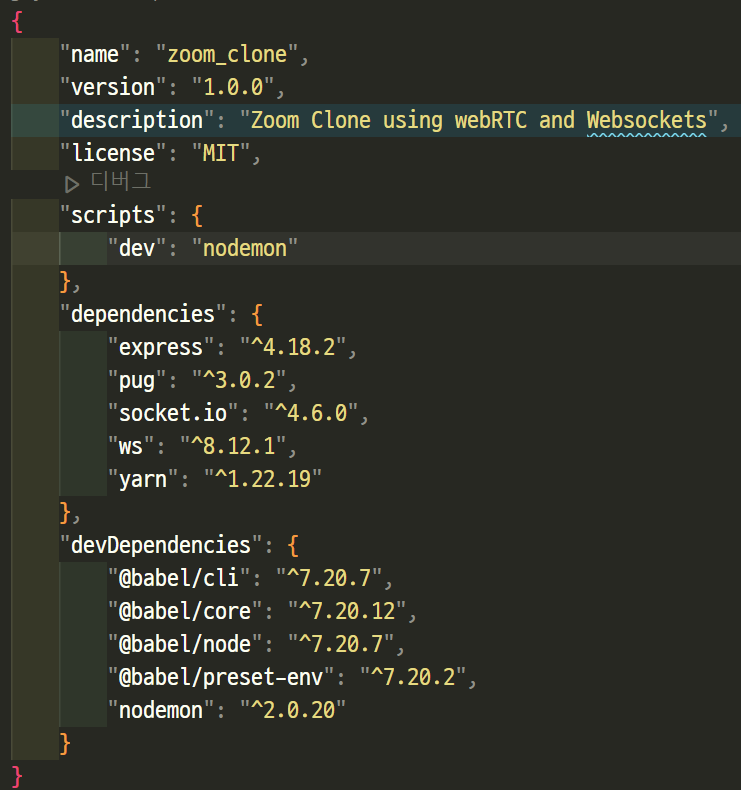 {
"name": "zoom_clone",
"version": "1.0.0",
"description": "Zoom Clone using webRTC and Websockets",
"license": "MIT",
디버그
"scripts": {
"dev": "nodemon"
},
"dependencies": {
"express": "^4.18.2",
"pug": "^3.0.2",
"socket.io": "^4.6.0",
"ws": "^8.12.1",
"yarn": "^1.22.19"
},
"devDependencies": {
"@babel/cli": "^7.20.7",
"@babel/core": "^7.20.12",
"@babel/node": "^7.20.7",
"@babel/preset-env": "^7.20.2",
"nodemon": "^2.0.20"
}
}